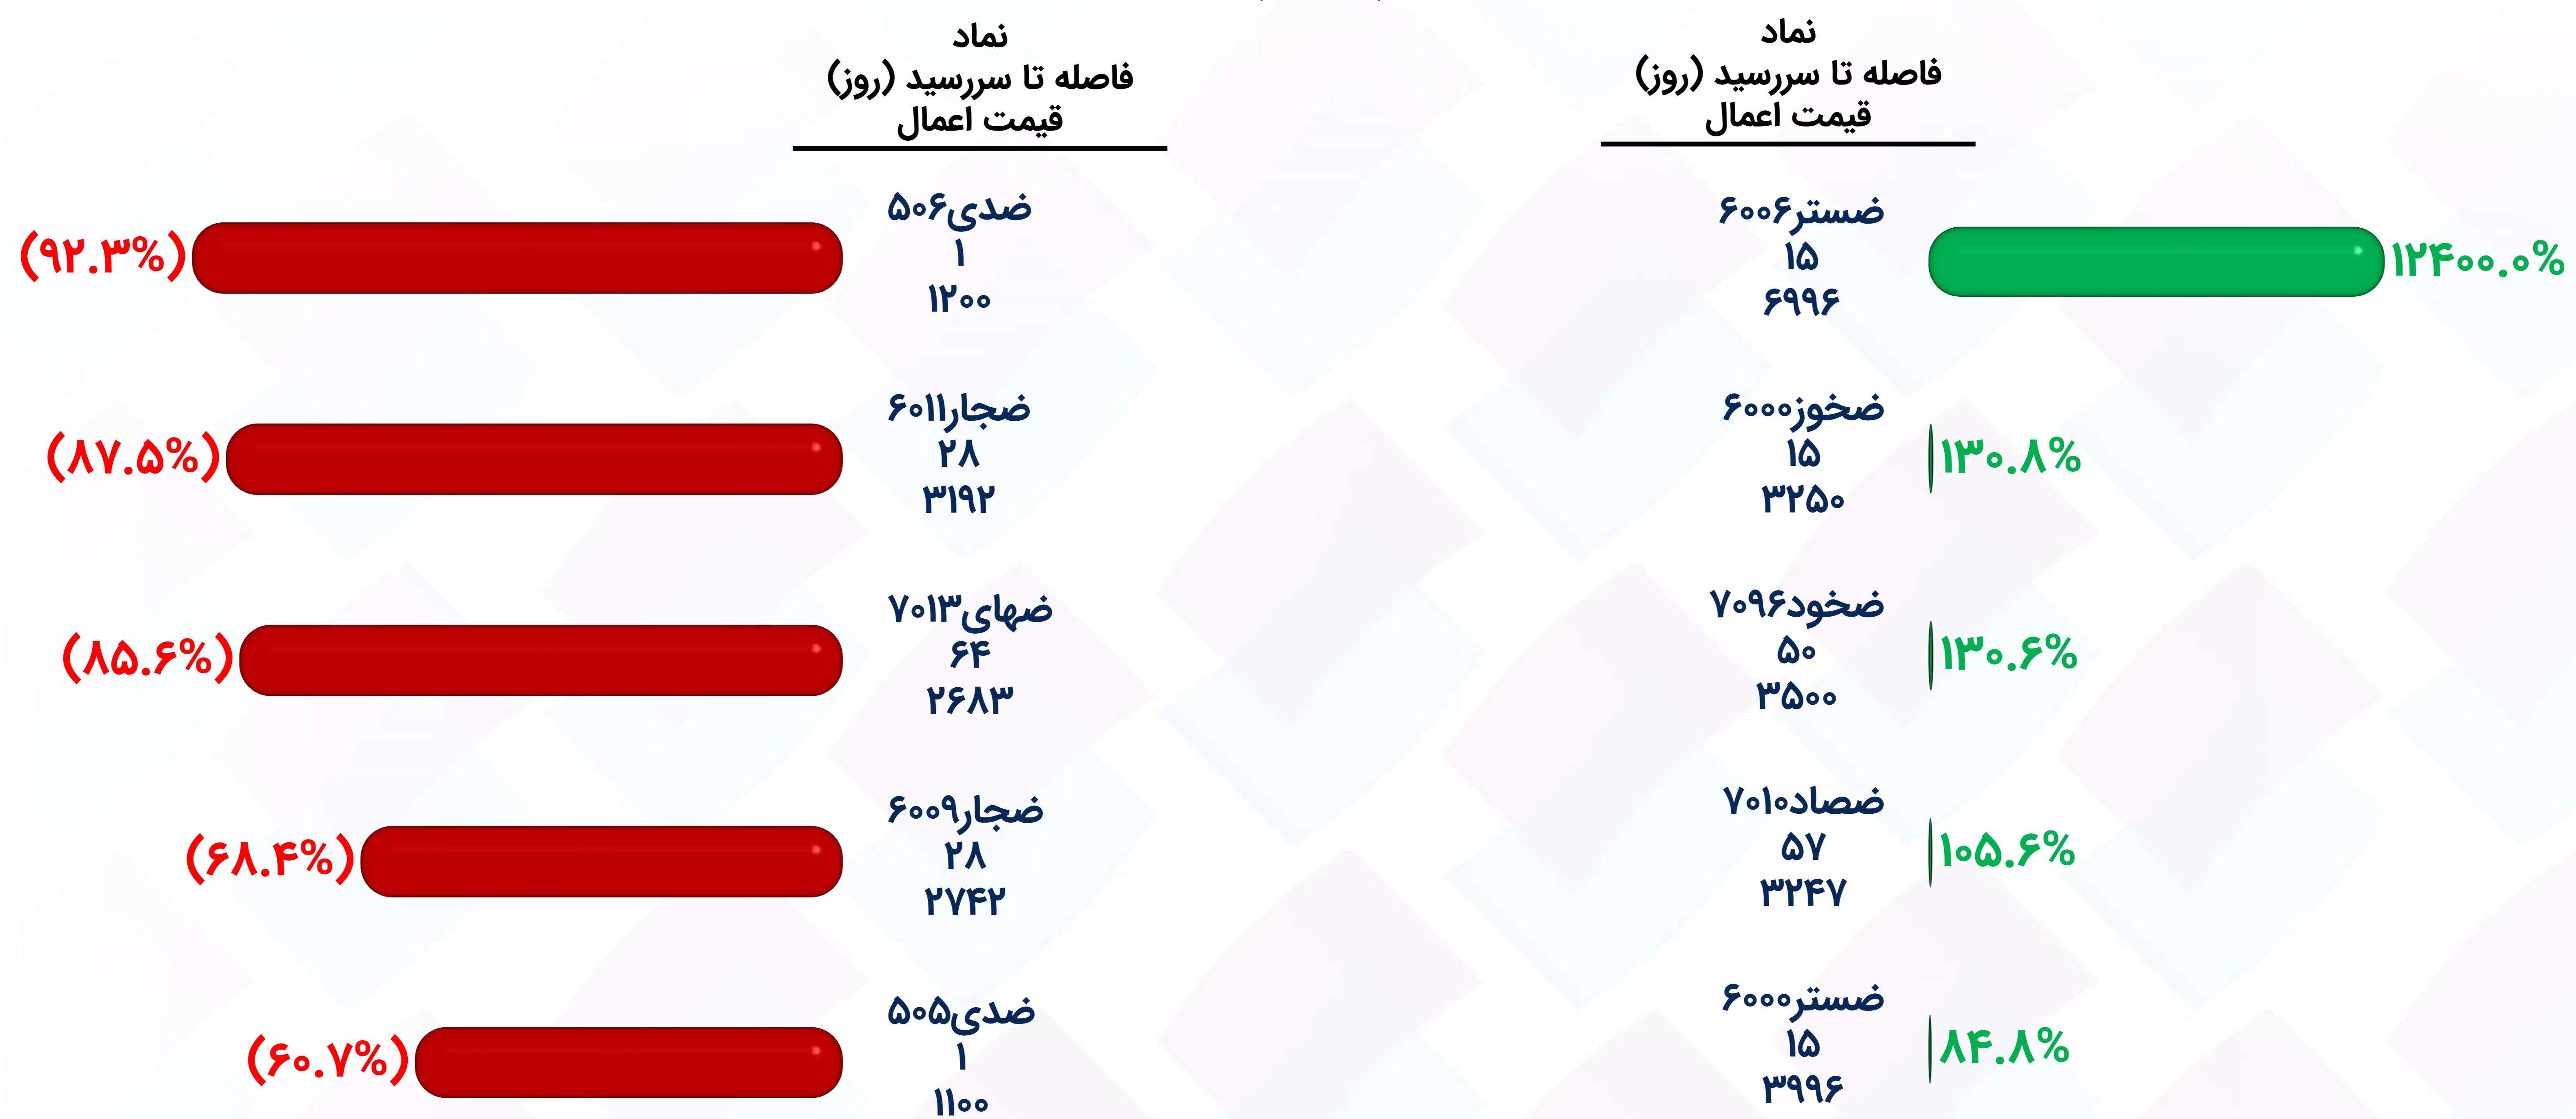 نماد
فاصله تا سررسید (روز)
قیمت اعمال
ضستر۶۰۰۶
۱۵
۶۹۹۶
۱۲۴۰۰.۰%
ضخوز۶۰۰۰
۱۵
۳۲۵۰
۱۳۰.۸%
ضخود۷۰۹۶
۵۰
۳۵۰۰
۱۳۰.۶%
ضصاد۷۰۱۰
۵۷
۳۲۴۷
۱۰۵.۶%
ضستر۶۰۰۰
۱۵
۳۹۹۶
۸۴.۸%
نماد
فاصله تا سررسید (روز)
قیمت اعمال
ضدی۵۰۶
۱
۱۲۰۰
(۹۲.۳%)
ضجار۶۰۱۱
۲۸
۳۱۹۲
(۸۷.۵%)
ضهای۷۰۱۳
۶۴
۲۶۸۳
(۸۵.۶%)
ضجار۶۰۰۹
۲۸
۲۷۴۲
(۶۸.۴%)
ضدی۵۰۵
۱
۱۱۰۰
(۶۰.۷%)